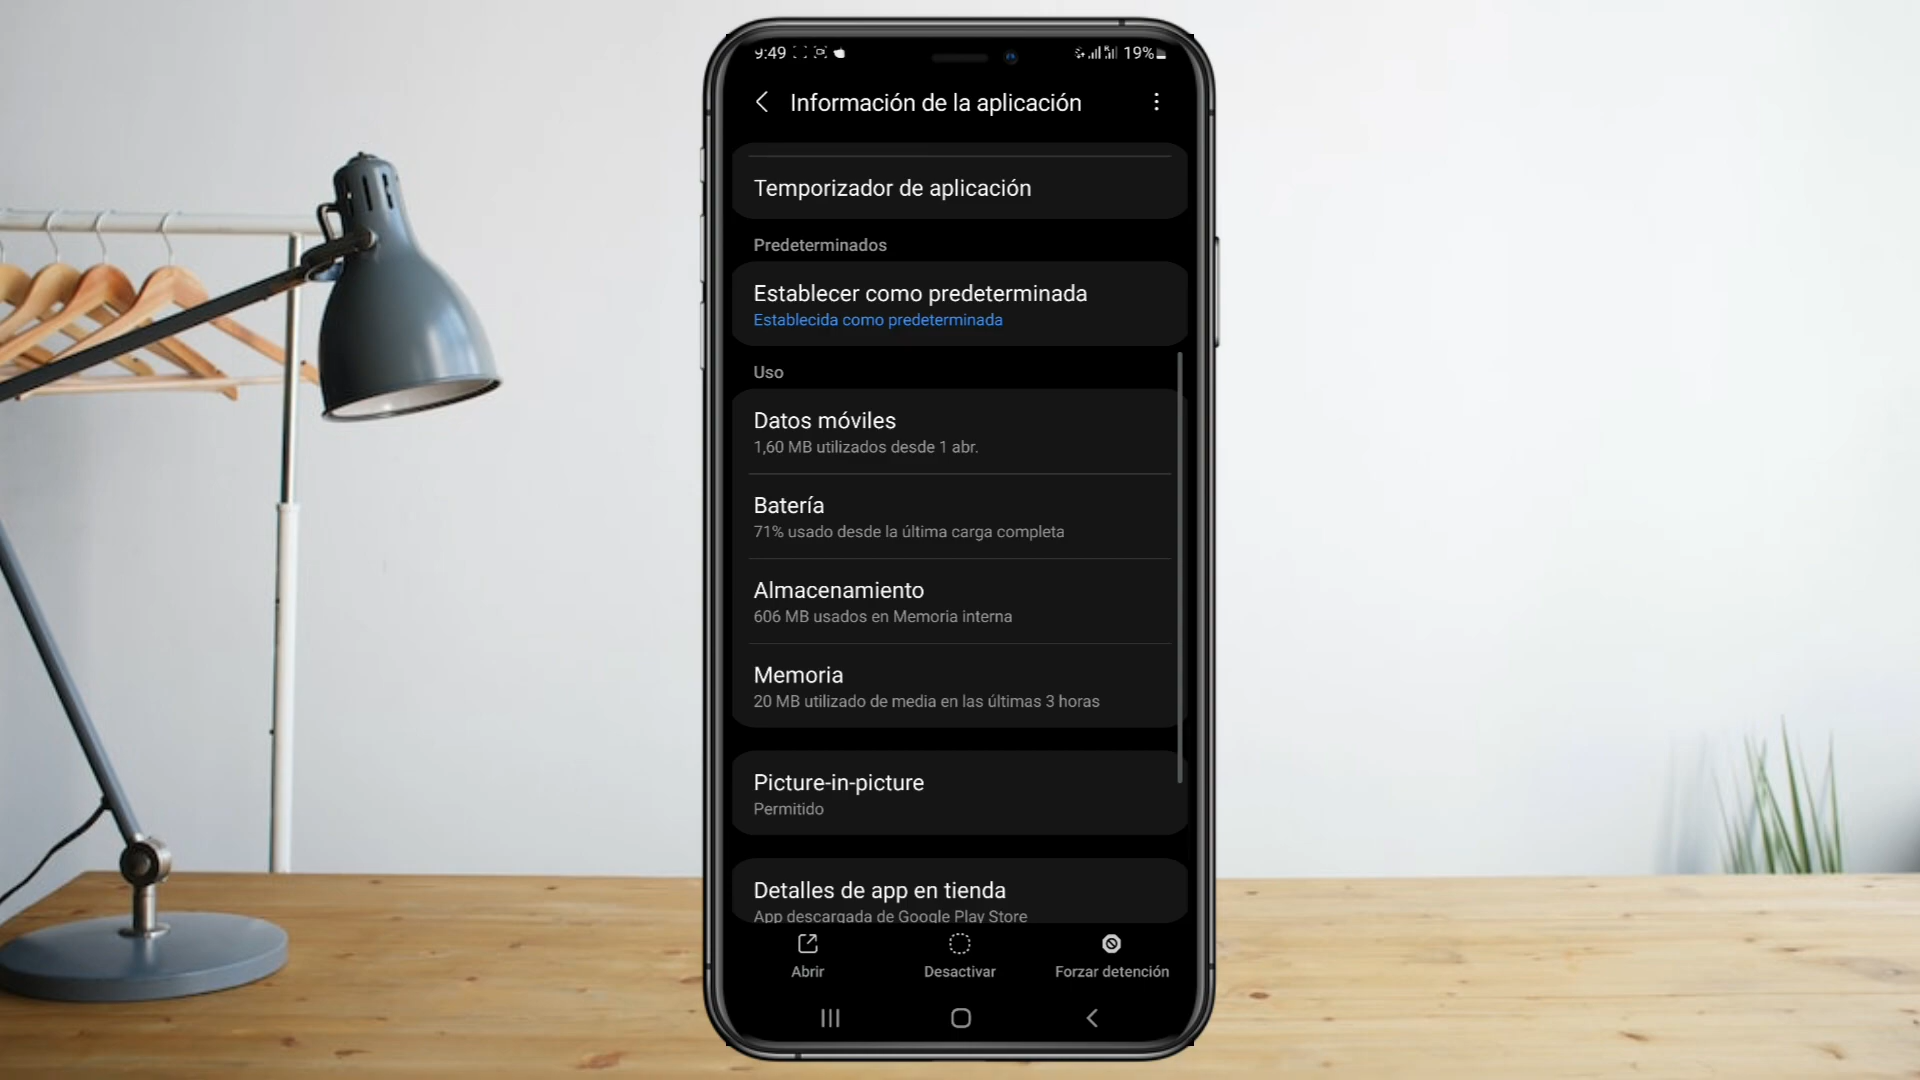 9:49
19%
Información de la aplicación
Temporizador de aplicación
Predeterminados
Establecer como predeterminada
Establecida como predeterminada
Uso
Datos móviles
1,60 MB utilizados desde 1 abr.
Batería
71% usado desde la última carga completa
Almacenamiento
606 MB usados en Memoria interna
Memoria
20 MB utilizado de media en las últimas 3 horas
Picture-in-picture
Permitido
Detalles de app en tienda
App descargada de Google Play Store
Abrir
Desactivar
Forzar detención